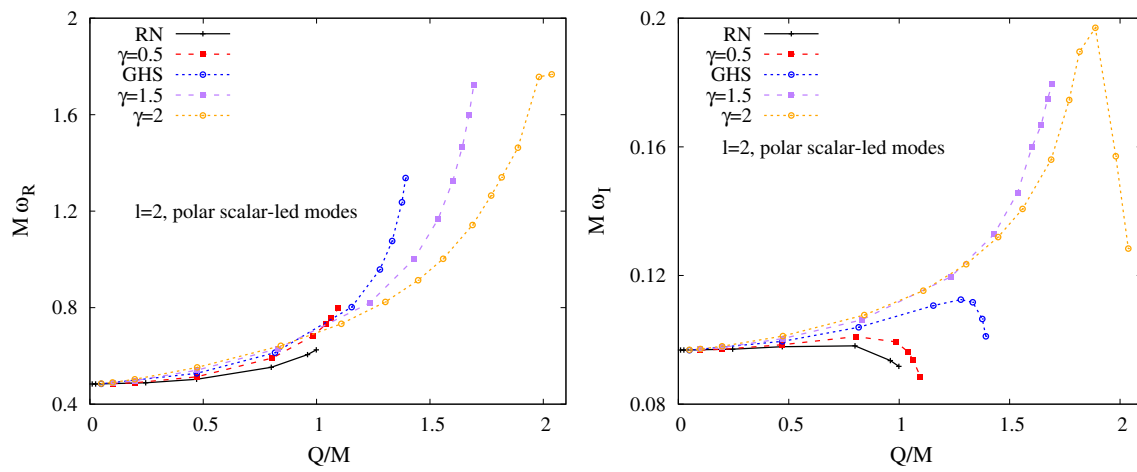 RN
γ=0.5
GHS
γ=1.5
γ=2
l=2, polar scalar-led modes
M ω_R
2
1.6
1.2
0.8
0.4
0
0.5
1
1.5
2
Q/M
RN
γ=0.5
GHS
γ=1.5
γ=2
l=2, polar scalar-led modes
M ω_I
0.2
0.16
0.12
0.08
0
0.5
1
1.5
2
Q/M